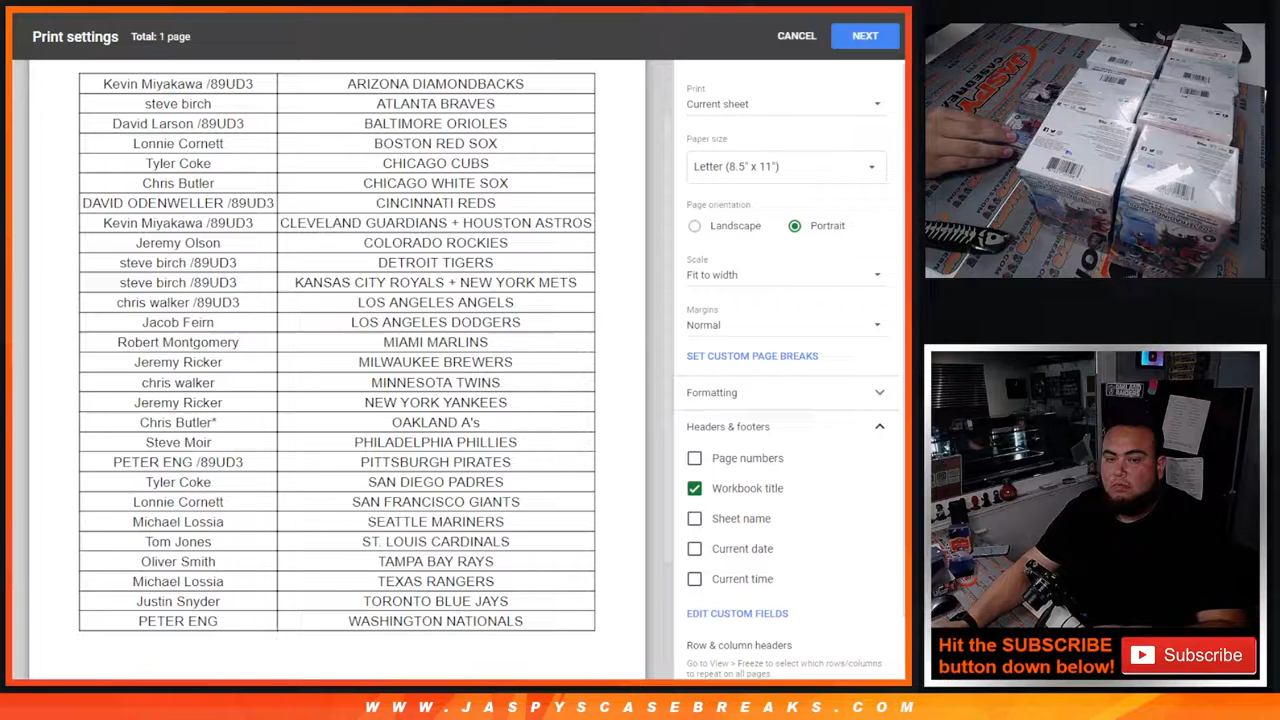 Print settings Total: 1 page CANCEL NEXT
Kevin Miyakawa /89UD3 ARIZONA DIAMONDBACKS
steve birch ATLANTA BRAVES
David Larson /89UD3 BALTIMORE ORIOLES
Lonnie Cornett BOSTON RED SOX
Tyler Coke CHICAGO CUBS
Chris Butler CHICAGO WHITE SOX
DAVID ODENWELLER /89UD3 CINCINNATI REDS
Kevin Miyakawa /89UD3 CLEVELAND GUARDIANS + HOUSTON ASTROS
Jeremy Olson COLORADO ROCKIES
steve birch /89UD3 DETROIT TIGERS
steve birch /89UD3 KANSAS CITY ROYALS + NEW YORK METS
chris walker /89UD3 LOS ANGELES ANGELS
Jacob Feirn LOS ANGELES DODGERS
Robert Montgomery MIAMI MARLINS
Jeremy Ricker MILWAUKEE BREWERS
chris walker MINNESOTA TWINS
Jeremy Ricker NEW YORK YANKEES
Chris Butler* OAKLAND A's
Steve Moir PHILADELPHIA PHILLIES
PETER ENG /89UD3 PITTSBURGH PIRATES
Tyler Coke SAN DIEGO PADRES
Lonnie Cornett SAN FRANCISCO GIANTS
Michael Lossia SEATTLE MARINERS
Tom Jones ST. LOUIS CARDINALS
Oliver Smith TAMPA BAY RAYS
Michael Lossia TEXAS RANGERS
Justin Snyder TORONTO BLUE JAYS
PETER ENG WASHINGTON NATIONALS
Print
Current sheet
Paper size
Letter (8.5" x 11")
Page orientation
Landscape Portrait
Scale
Fit to width
Margins
Normal
SET CUSTOM PAGE BREAKS
Formatting
Headers & footers
Page numbers
Workbook title
Sheet name
Current date
Current time
EDIT CUSTOM FIELDS
Row & column headers
Go to View > Freeze to select which rows/columns
to repeat on all pages
JASPY'S
CASE BREAKS
OAKLAND
RAIDERS
Hit the SUBSCRIBE
button down below!
Subscribe
WWW.JASPYSCASEBREAKS.COM